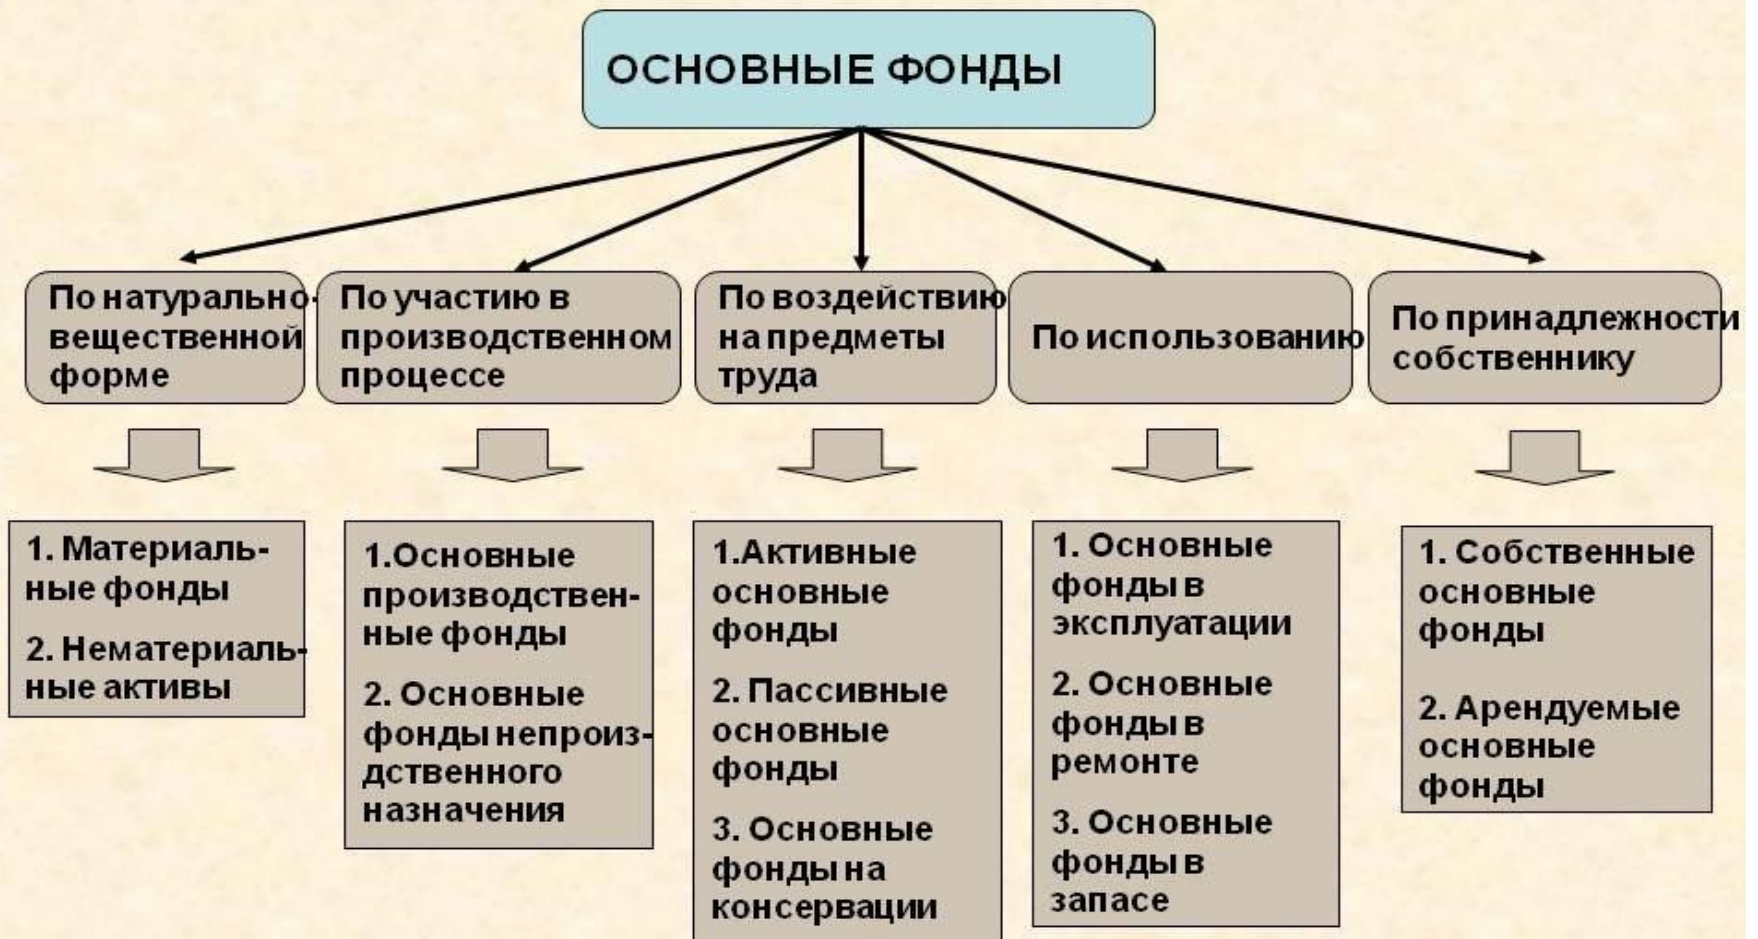 ОСНОВНЫЕ ФОНДЫ
По натурально-
вещественной
форме
По участию в
производственном
процессе
По воздействию
на предметы
труда
По использованию
По принадлежности
собственнику
1. Материаль-
ные фонды
2. Нематериаль-
ные активы
1.Основные
производствен-
ные фонды
2. Основные
фонды непроиз-
дственного
назначения
1.Активные
основные
фонды
2. Пассивные
основные
фонды
3. Основные
фонды на
консервации
1. Основные
фонды в
эксплуатации
2. Основные
фонды в
ремонте
3. Основные
фонды в
запасе
1. Собственные
основные
фонды
2. Арендуемые
основные
фонды